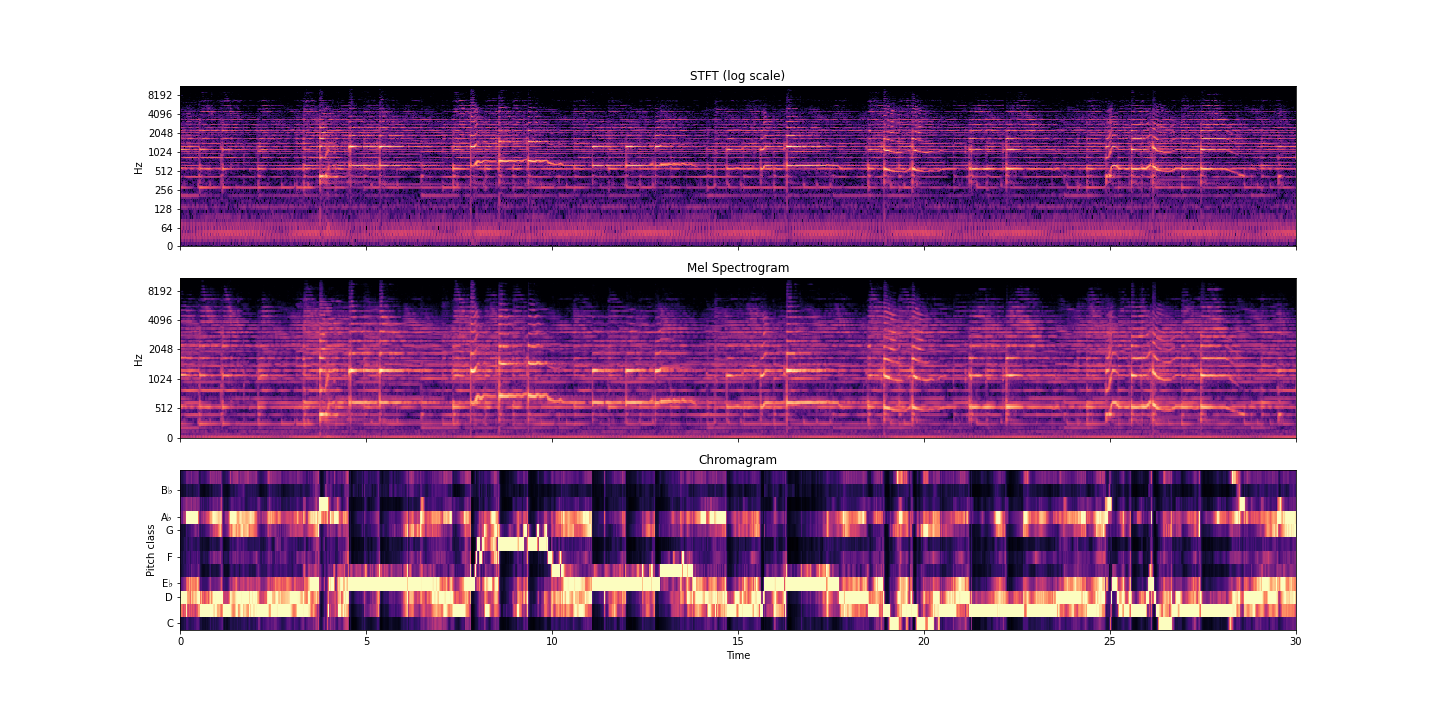 STFT (log scale)
8192
4096
2048
1024
512
256
128
64
0
Hz
Mel Spectrogram
8192
4096
2048
1024
512
0
Hz
Chromagram
B♭
A♭
G
F
E♭
D
C
Pitch class
0 5 10 15 20 25 30
Time